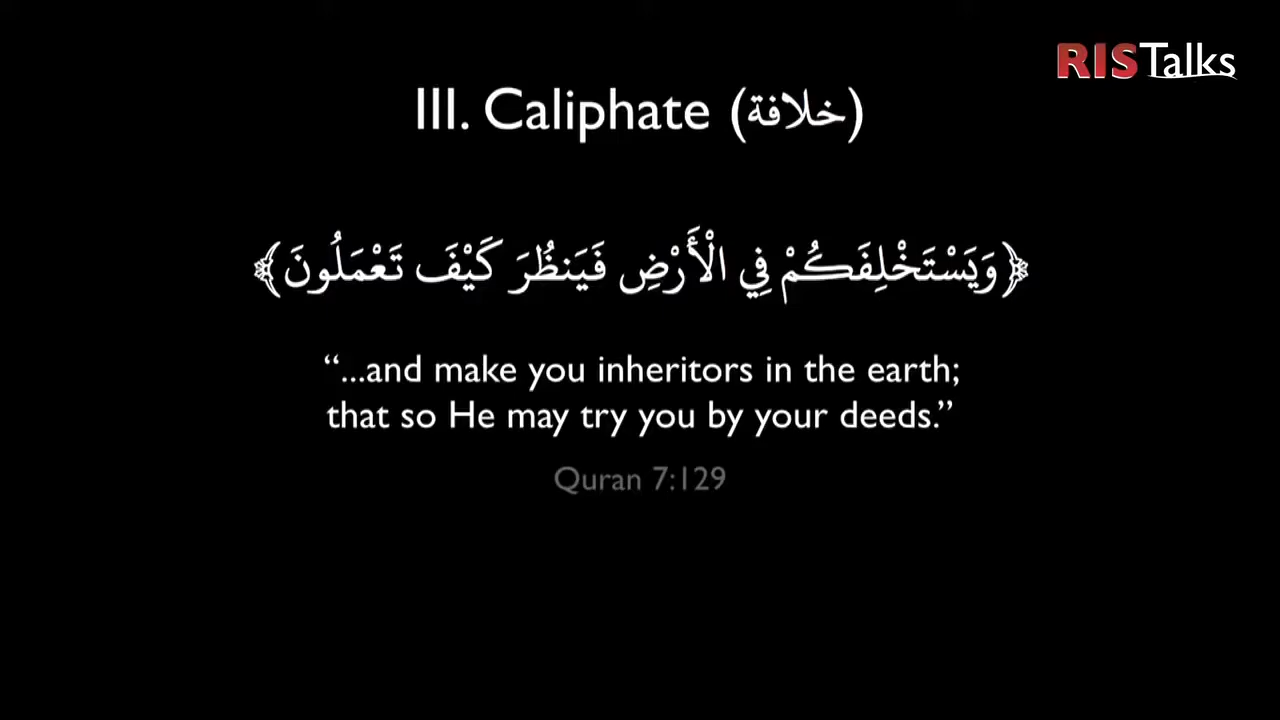 RISTalks
III. Caliphate (خلافة)
﴿وَيَسْتَخْلِفَكُمْ فِي الْأَرْضِ فَيَنظُرَ كَيْفَ تَعْمَلُونَ﴾
“...and make you inheritors in the earth;
that so He may try you by your deeds.”
Quran 7:129